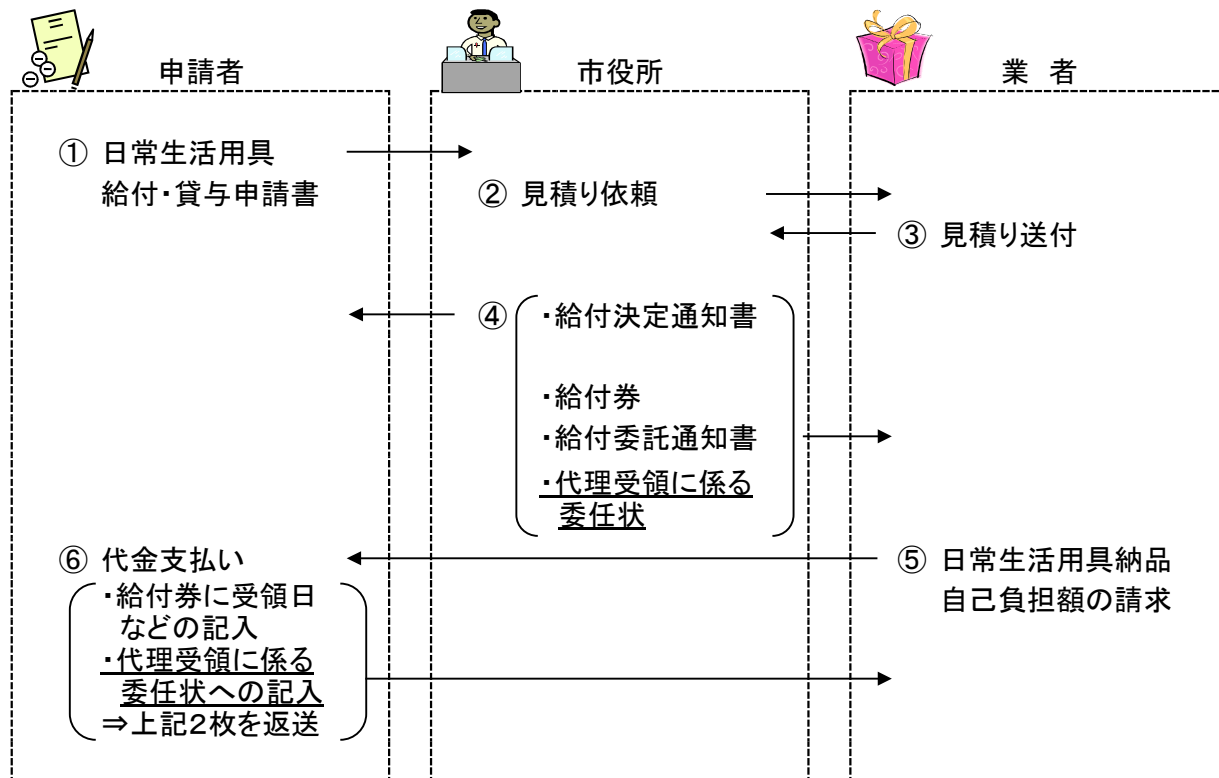 申請者
市役所
業 者
① 日常生活用具
給付・貸与申請書
② 見積り依頼
③ 見積り送付
④ ・給付決定通知書
・給付券
・給付委託通知書
・代理受領に係る
委任状
⑤ 日常生活用具納品
自己負担額の請求
⑥ 代金支払い
・給付券に受領日
などの記入
・代理受領に係る
委任状への記入
⇒上記2枚を返送